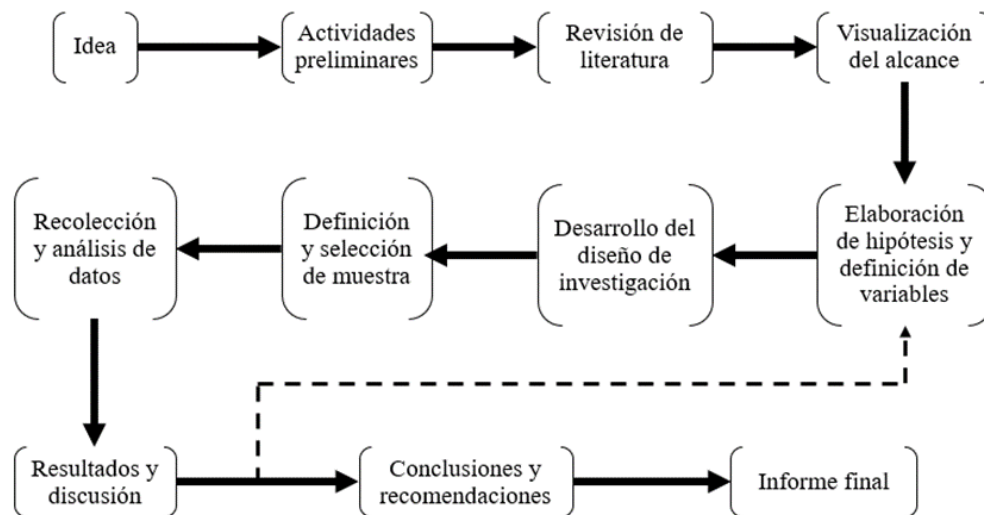 Idea
Actividades
preliminares
Revisión de
literatura
Visualización
del alcance
Elaboración
de hipótesis y
definición de
variables
Desarrollo del
diseño de
investigación
Definición
y selección
de muestra
Recolección
y análisis de
datos
Resultados y
discusión
Conclusiones y
recomendaciones
Informe final